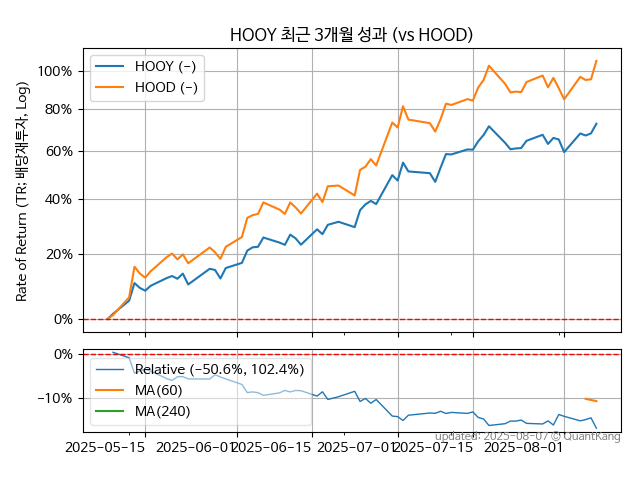 HOOY 최근 3개월 성과 (vs HOOD)
Rate of Return (TR: 배당재투자, Log)
100%
80%
60%
40%
20%
0%
HOOY (-)
HOOD (-)
0%
-10%
Relative (-50.6%, 102.4%)
MA(60)
MA(240)
updated: 2025-08-07 © QuantKang
2025-05-15
2025-06-01
2025-06-15
2025-07-01
2025-07-15
2025-08-01